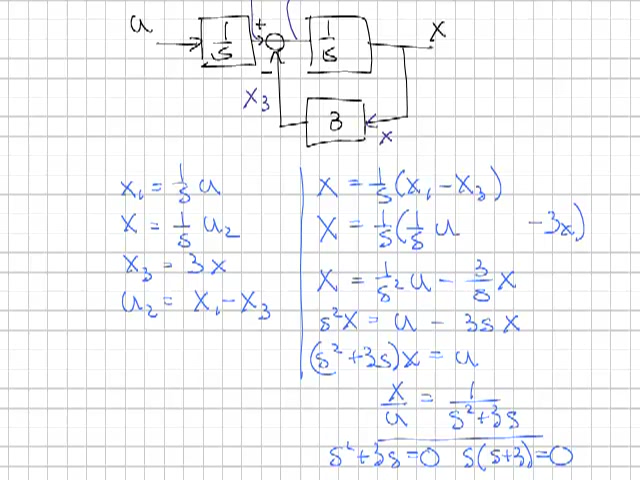 u 1/s + − 1/s x
x₃ 3 x
x₁ = 1/s u
x = 1/s u₂
x₃ = 3x
u₂ = x₁ − x₃
x = 1/s (x₁ − x₃)
x = 1/s (1/s u − 3x)
x = 1/s² u − 3/s x
s²x = u − 3s x
(s² + 3s)x = u
x/u = 1/(s² + 3s)
s² + 3s = 0 s(s+3) = 0